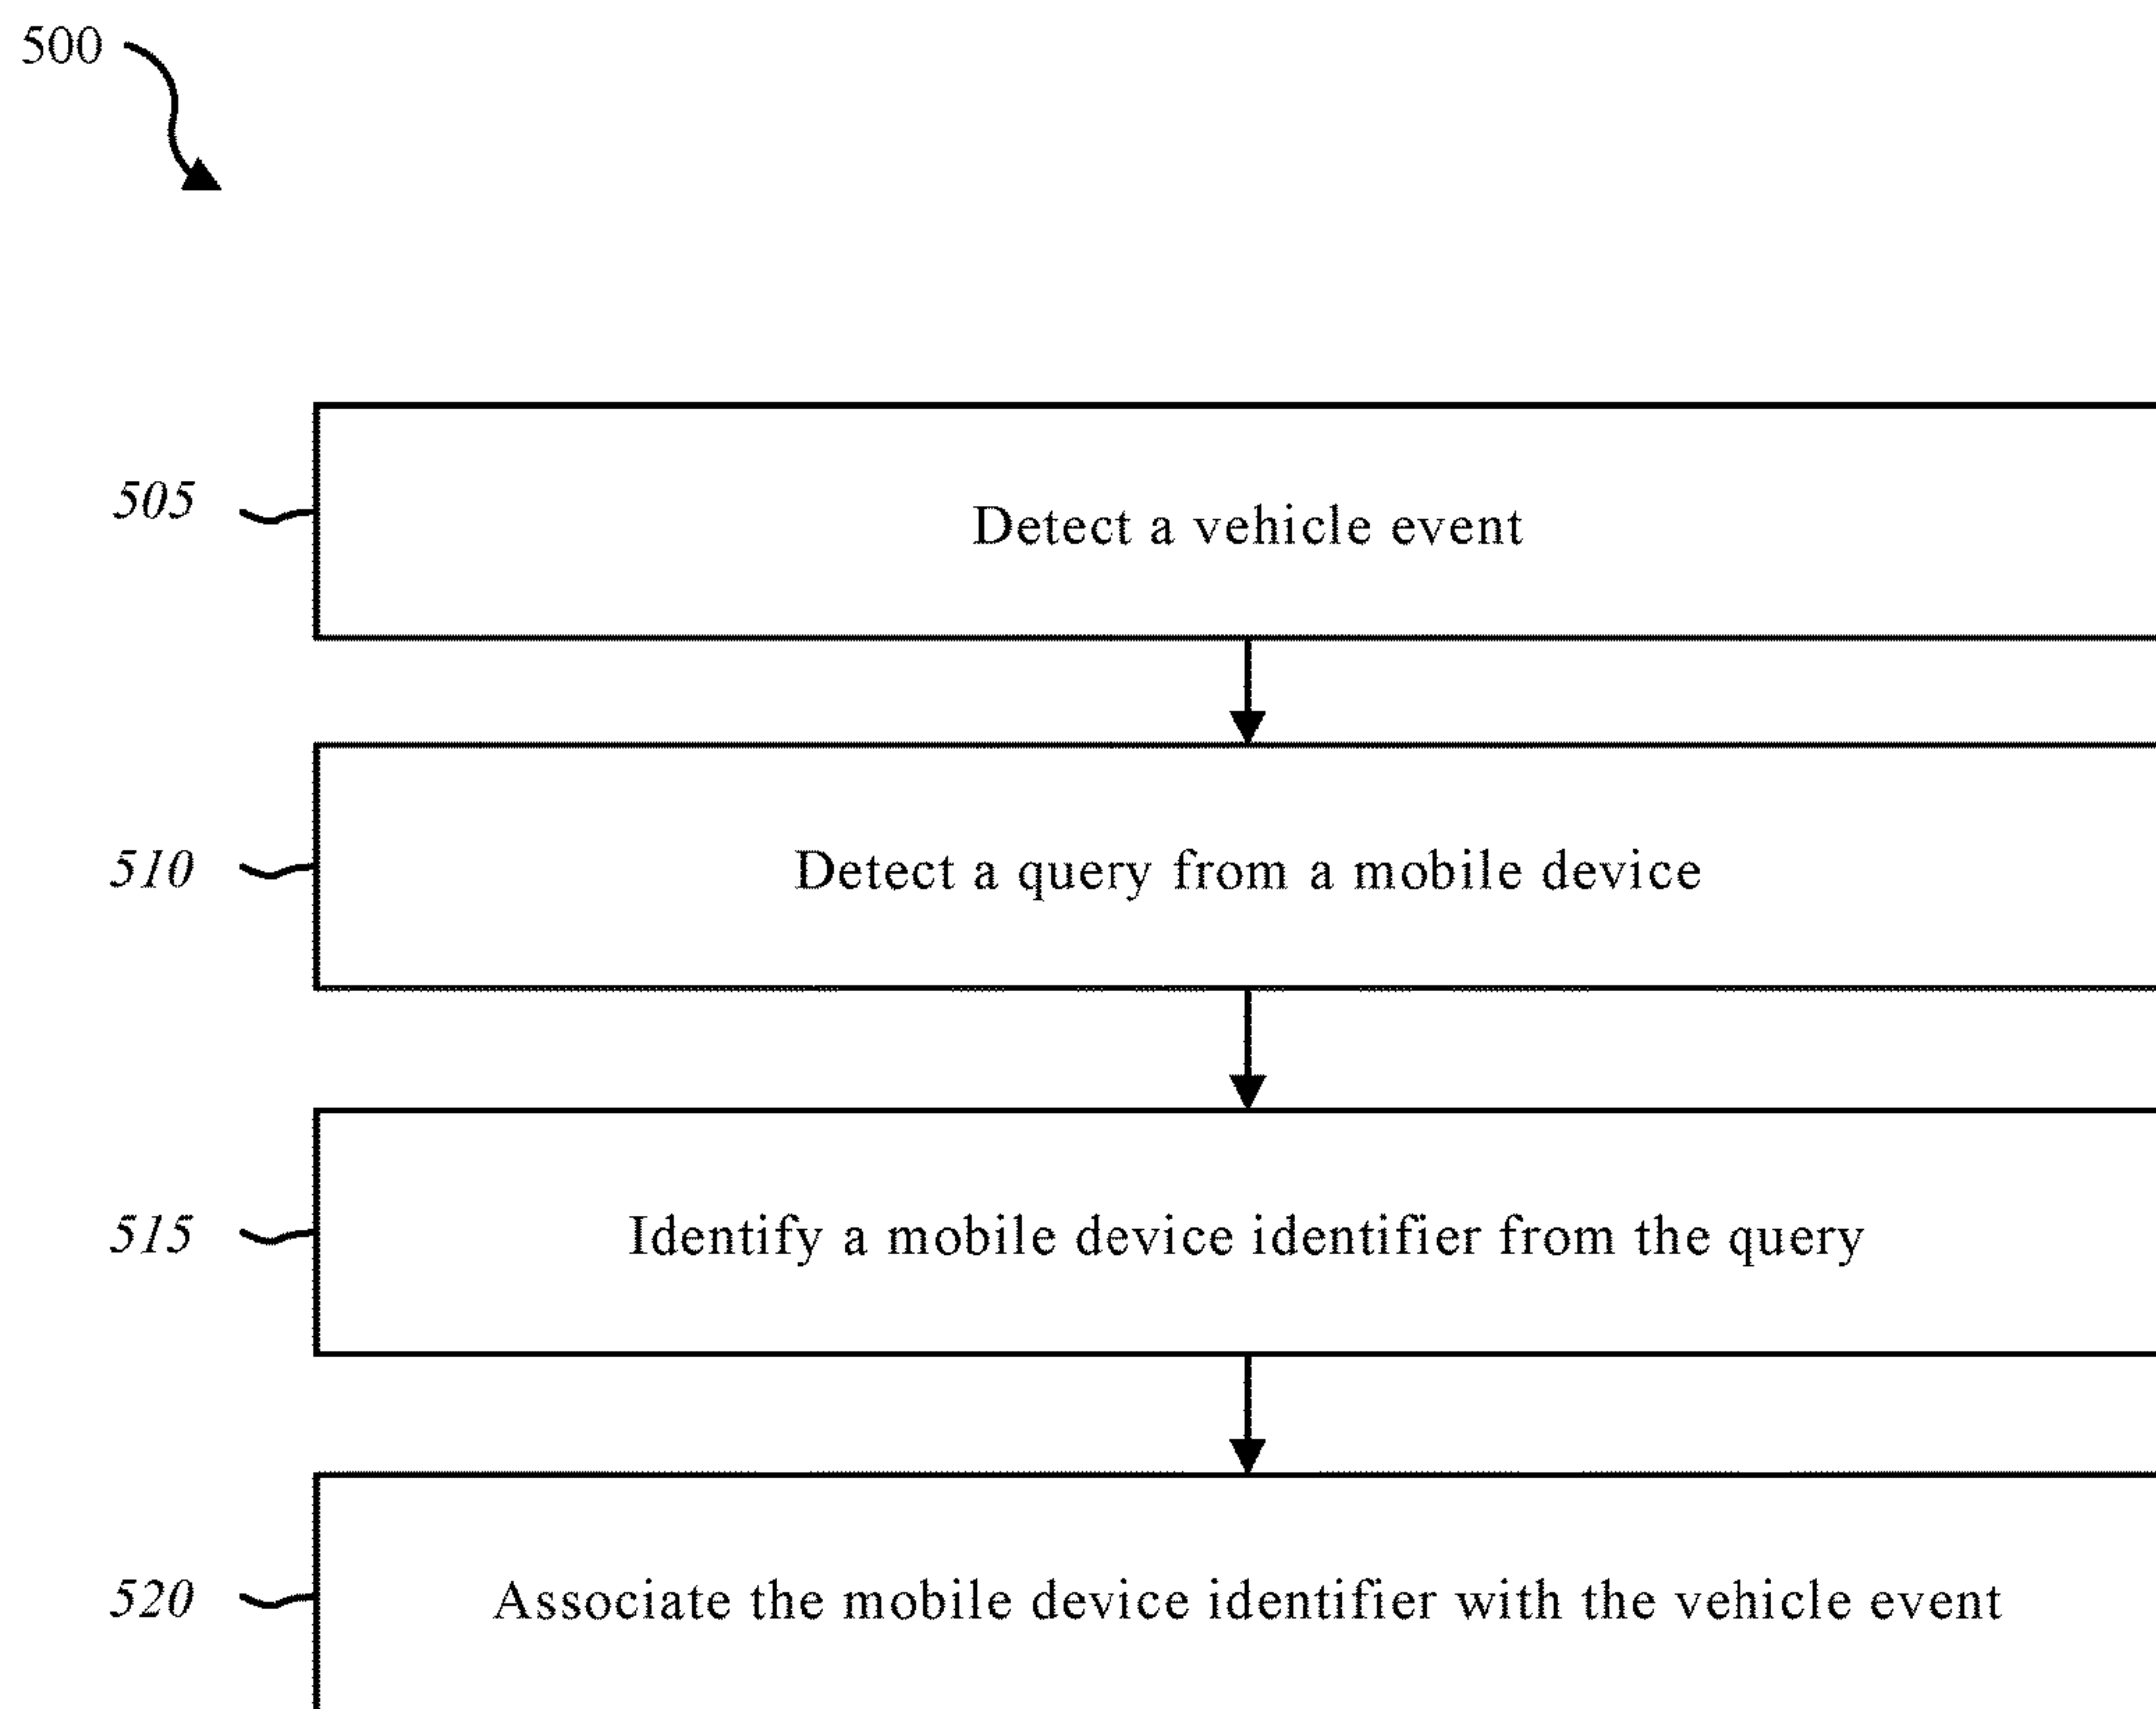 500
505
Detect a vehicle event
510
Detect a query from a mobile device
515
Identify a mobile device identifier from the query
520
Associate the mobile device identifier with the vehicle event